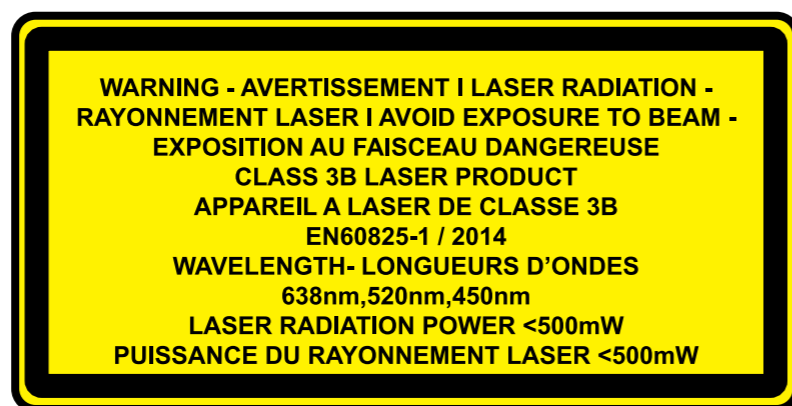 WARNING - AVERTISSEMENT I LASER RADIATION -
RAYONNEMENT LASER I AVOID EXPOSURE TO BEAM -
EXPOSITION AU FAISCEAU DANGEREUSE
CLASS 3B LASER PRODUCT
APPAREIL A LASER DE CLASSE 3B
EN60825-1 / 2014
WAVELENGTH- LONGUEURS D’ONDES
638nm,520nm,450nm
LASER RADIATION POWER <500mW
PUISSANCE DU RAYONNEMENT LASER <500mW